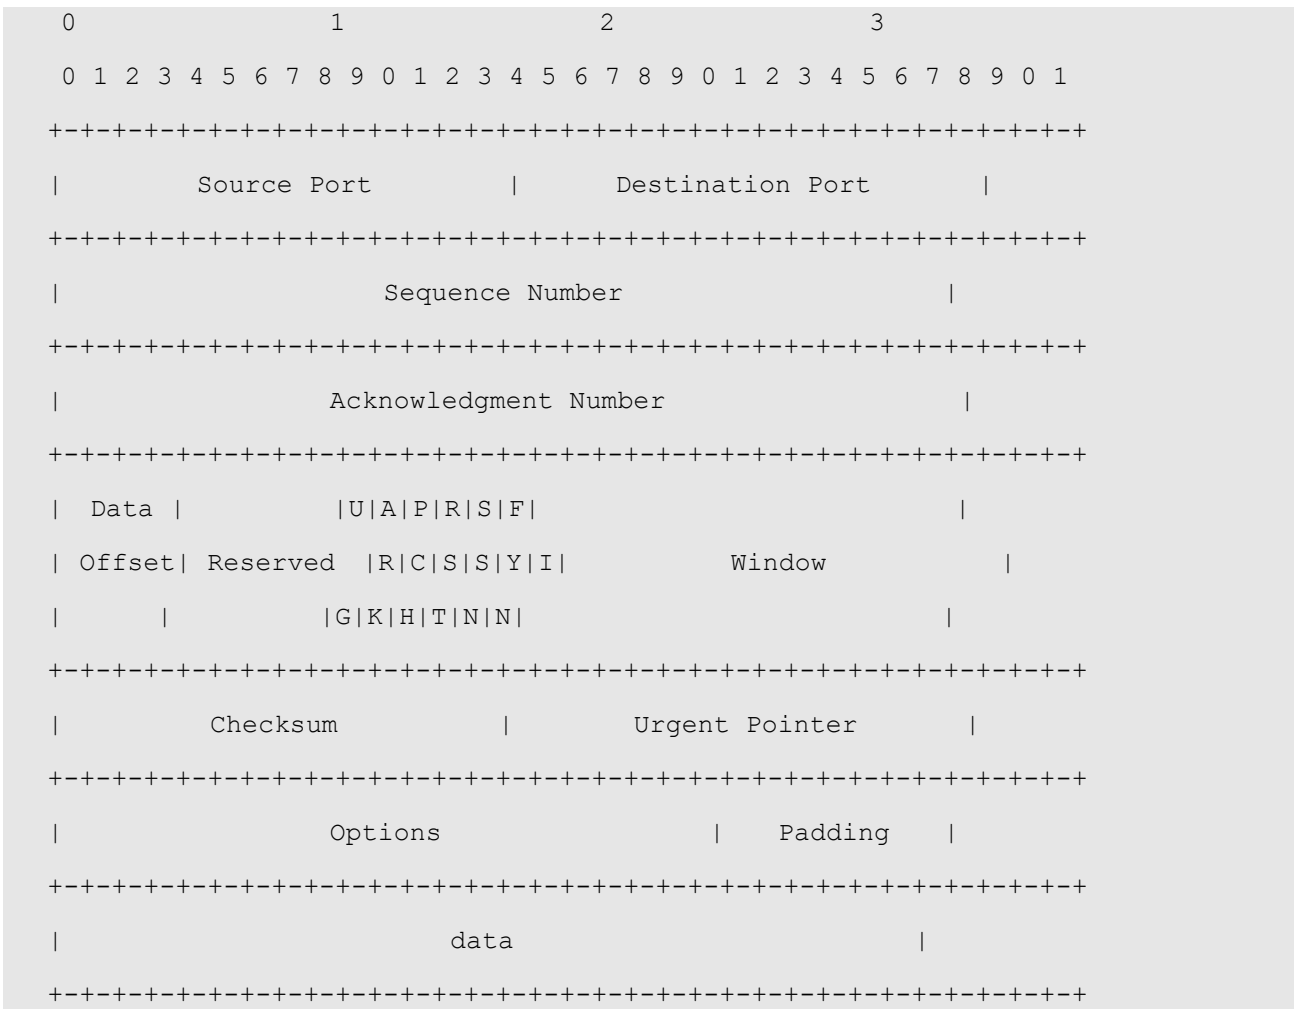 0                   1                   2                   3
0 1 2 3 4 5 6 7 8 9 0 1 2 3 4 5 6 7 8 9 0 1 2 3 4 5 6 7 8 9 0 1
+-+-+-+-+-+-+-+-+-+-+-+-+-+-+-+-+-+-+-+-+-+-+-+-+-+-+-+-+-+-+-+-+
| Source Port | Destination Port |
+-+-+-+-+-+-+-+-+-+-+-+-+-+-+-+-+-+-+-+-+-+-+-+-+-+-+-+-+-+-+-+-+
| Sequence Number |
+-+-+-+-+-+-+-+-+-+-+-+-+-+-+-+-+-+-+-+-+-+-+-+-+-+-+-+-+-+-+-+-+
| Acknowledgment Number |
+-+-+-+-+-+-+-+-+-+-+-+-+-+-+-+-+-+-+-+-+-+-+-+-+-+-+-+-+-+-+-+-+
| Data | |U|A|P|R|S|F| |
| Offset| Reserved |R|C|S|S|Y|I| Window |
| | |G|K|H|T|N|N| |
+-+-+-+-+-+-+-+-+-+-+-+-+-+-+-+-+-+-+-+-+-+-+-+-+-+-+-+-+-+-+-+-+
| Checksum | Urgent Pointer |
+-+-+-+-+-+-+-+-+-+-+-+-+-+-+-+-+-+-+-+-+-+-+-+-+-+-+-+-+-+-+-+-+
| Options | Padding |
+-+-+-+-+-+-+-+-+-+-+-+-+-+-+-+-+-+-+-+-+-+-+-+-+-+-+-+-+-+-+-+-+
| data |
+-+-+-+-+-+-+-+-+-+-+-+-+-+-+-+-+-+-+-+-+-+-+-+-+-+-+-+-+-+-+-+-+